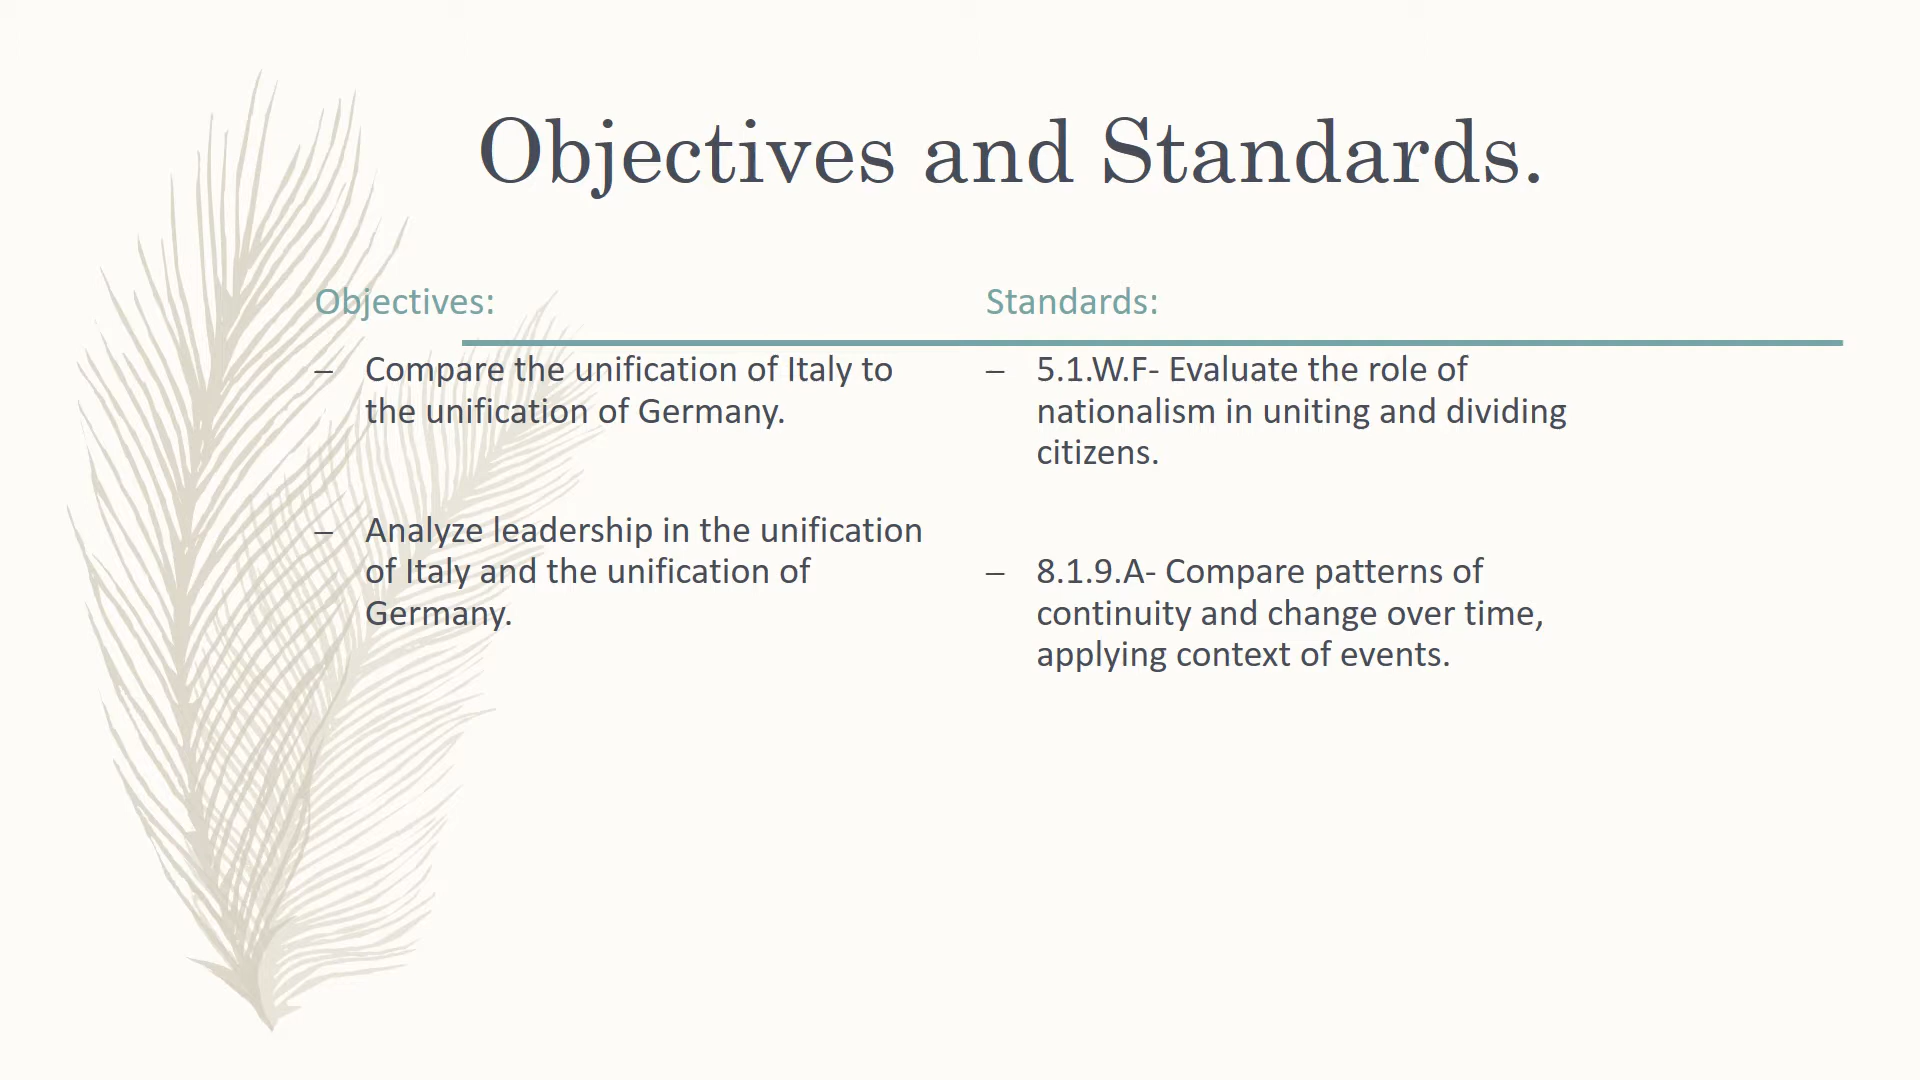 Objectives and Standards.
Objectives:
– Compare the unification of Italy to
the unification of Germany.
– Analyze leadership in the unification
of Italy and the unification of
Germany.
Standards:
– 5.1.W.F- Evaluate the role of
nationalism in uniting and dividing
citizens.
– 8.1.9.A- Compare patterns of
continuity and change over time,
applying context of events.